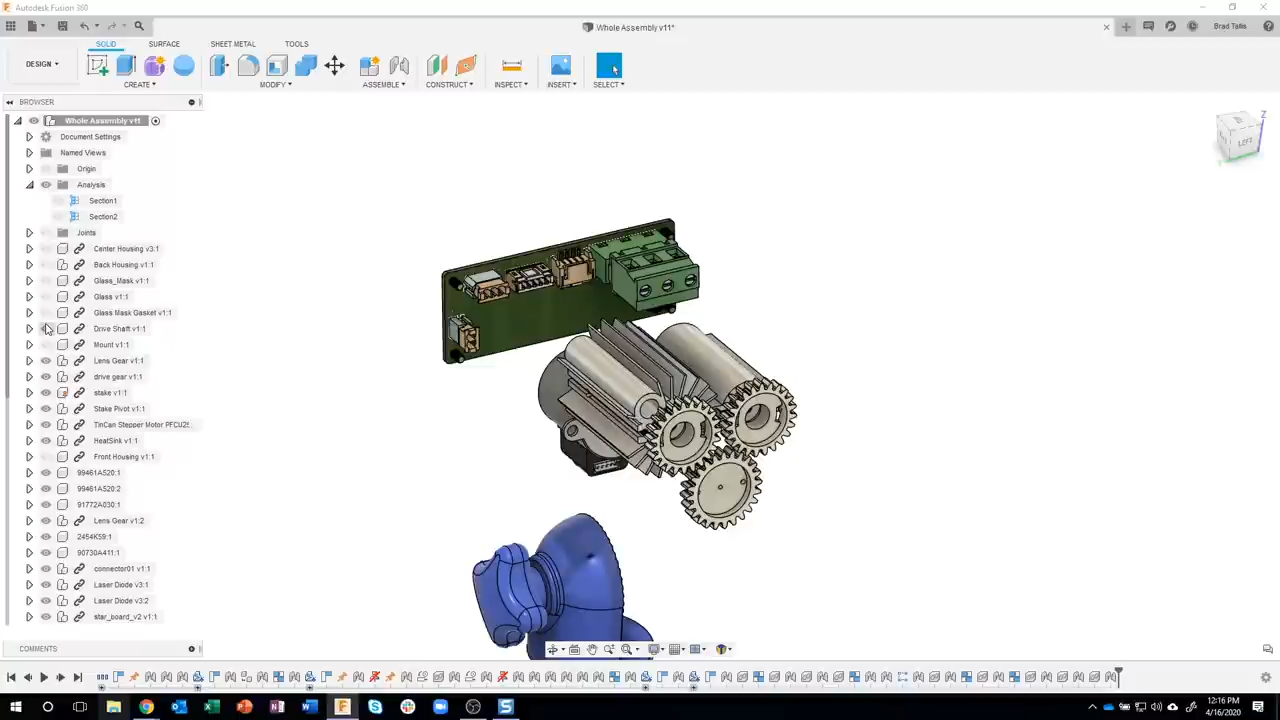 Autodesk Fusion 360
Whole Assembly v11*
Brad Tallis
SOLID SURFACE SHEET METAL TOOLS
DESIGN
CREATE MODIFY ASSEMBLE CONSTRUCT INSPECT INSERT SELECT
BROWSER
Whole Assembly v11
Document Settings
Named Views
Origin
Analysis
Section1
Section2
Joints
Center Housing v3:1
Back Housing v1:1
Glass_Mask v1:1
Glass v1:1
Glass Mask Gasket v1:1
Drive Shaft v1:1
Mount v1:1
Lens Gear v1:1
drive gear v1:1
stake v1:1
Stake Pivot v1:1
TinCan Stepper Motor PFCU25...
HeatSink v1:1
Front Housing v1:1
99461A520:1
99461A520:2
91772A030:1
Lens Gear v1:2
2454K59:1
90730A411:1
connector01 v1:1
Laser Diode v3:1
Laser Diode v3:2
star_board_v2 v1:1
LEFT
Z
COMMENTS
12:16 PM
4/16/2020